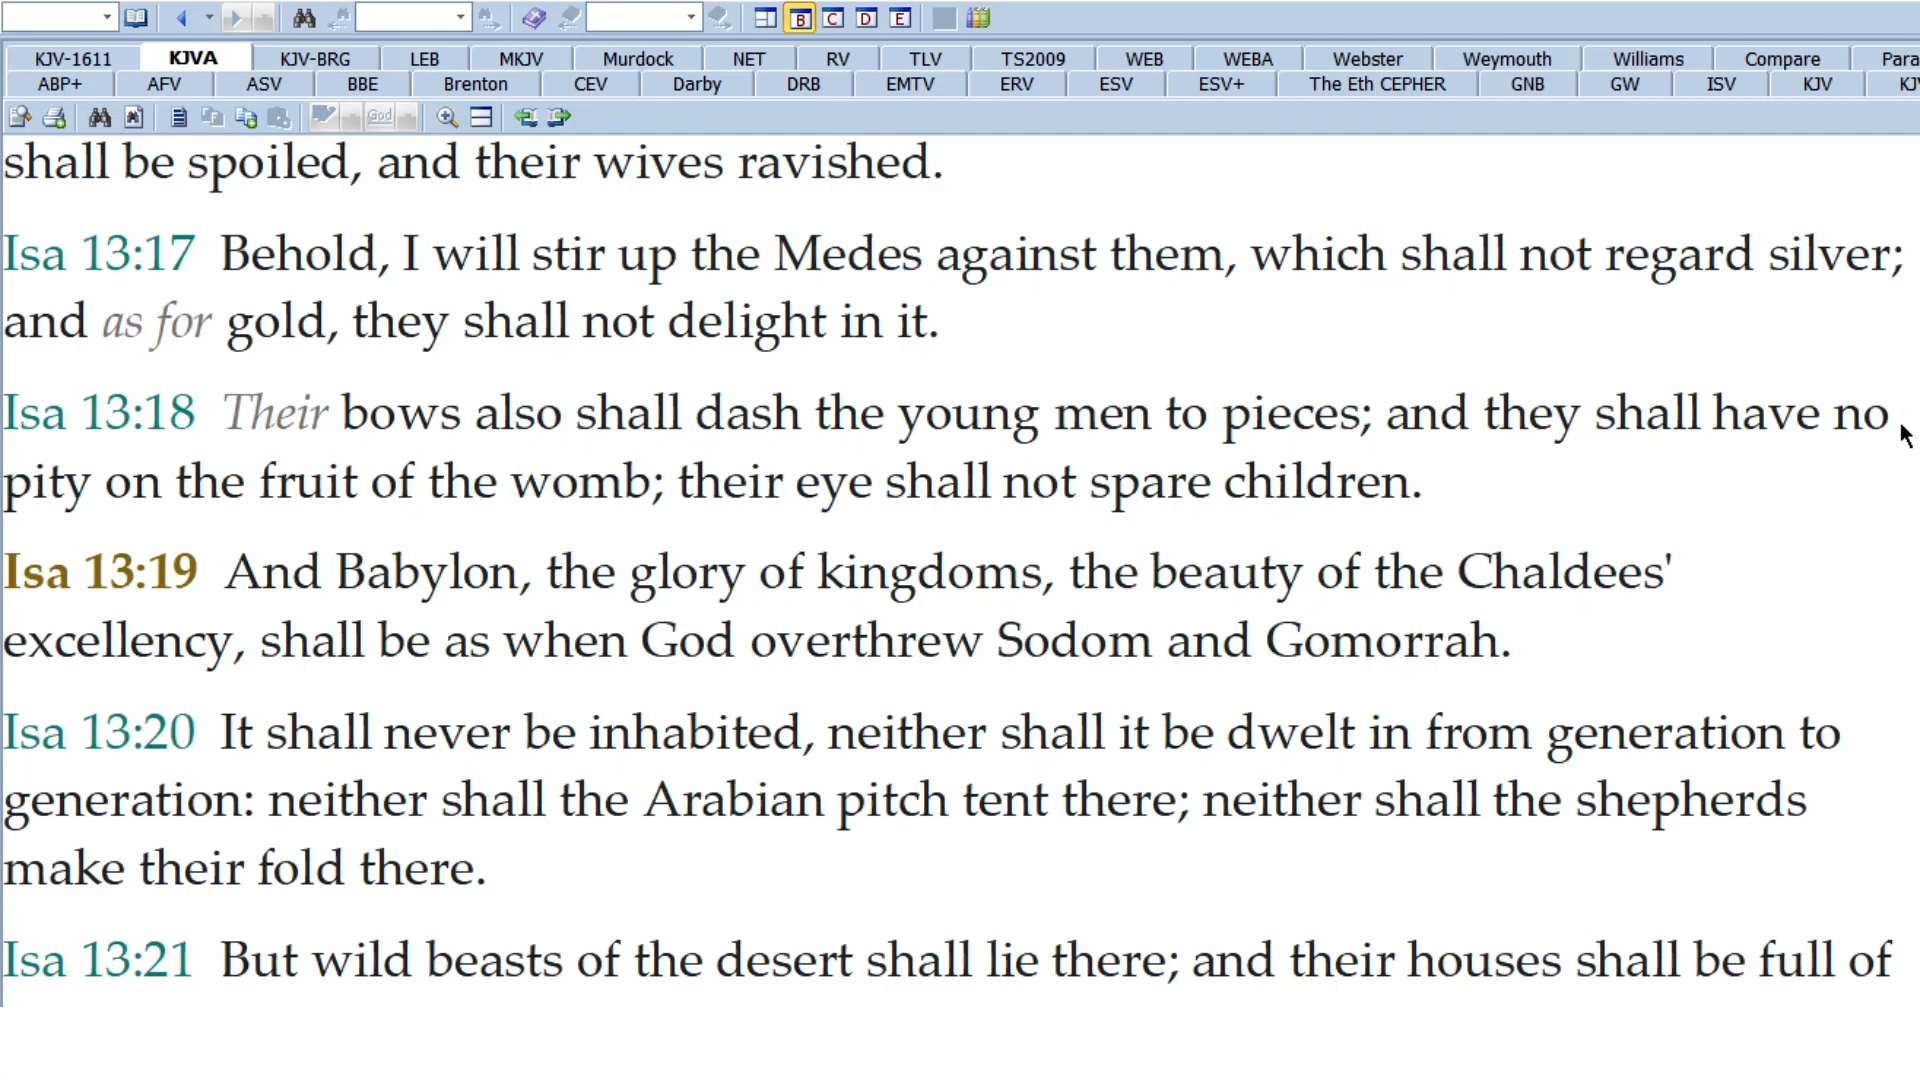 B C D E
KJV-1611 KJVA KJV-BRG LEB MKJV Murdock NET RV TLV TS2009 WEB WEBA Webster Weymouth Williams Compare Para
ABP+ AFV ASV BBE Brenton CEV Darby DRB EMTV ERV ESV ESV+ The Eth CEPHER GNB GW ISV KJV KJV
God
shall be spoiled, and their wives ravished.
Isa 13:17 Behold, I will stir up the Medes against them, which shall not regard silver;
and as for gold, they shall not delight in it.
Isa 13:18 Their bows also shall dash the young men to pieces; and they shall have no
pity on the fruit of the womb; their eye shall not spare children.
Isa 13:19 And Babylon, the glory of kingdoms, the beauty of the Chaldees'
excellency, shall be as when God overthrew Sodom and Gomorrah.
Isa 13:20 It shall never be inhabited, neither shall it be dwelt in from generation to
generation: neither shall the Arabian pitch tent there; neither shall the shepherds
make their fold there.
Isa 13:21 But wild beasts of the desert shall lie there; and their houses shall be full of